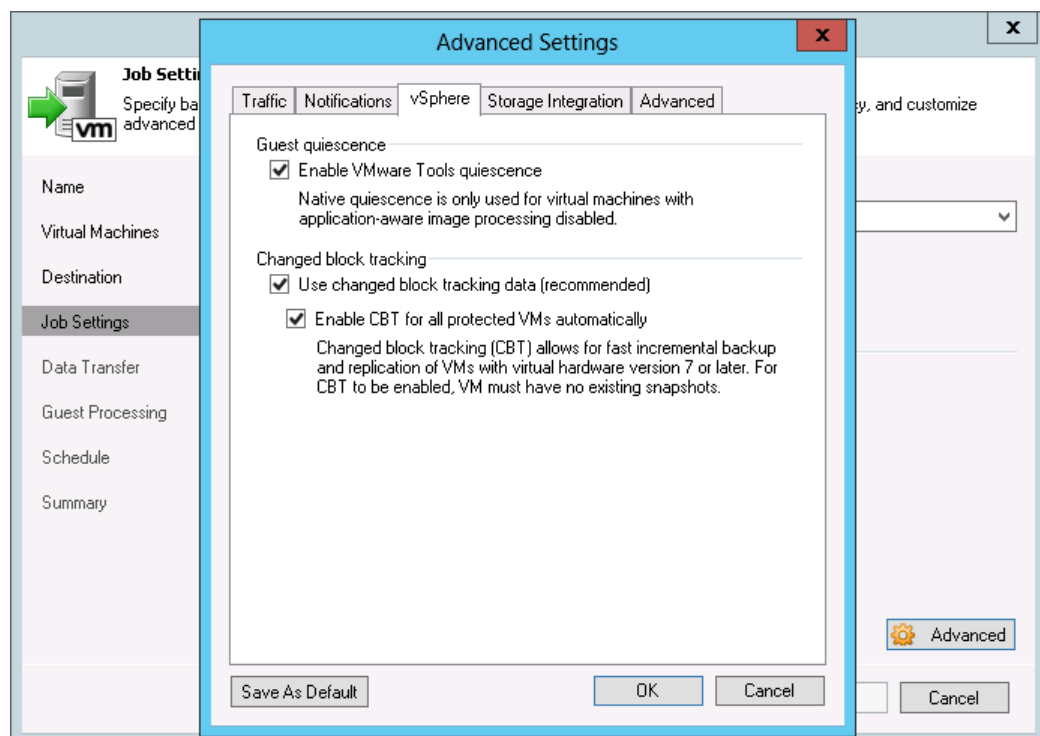 Advanced Settings
x
x
Job Setti
Specify ba
advanced
y, and customize
vm
Name
Virtual Machines
Destination
Job Settings
Data Transfer
Guest Processing
Schedule
Summary
Traffic Notifications vSphere Storage Integration Advanced
Guest quiescence
Enable VMware Tools quiescence
Native quiescence is only used for virtual machines with
application-aware image processing disabled.
Changed block tracking
Use changed block tracking data (recommended)
Enable CBT for all protected VMs automatically
Changed block tracking (CBT) allows for fast incremental backup
and replication of VMs with virtual hardware version 7 or later. For
CBT to be enabled, VM must have no existing snapshots.
Advanced
Save As Default OK Cancel
Cancel